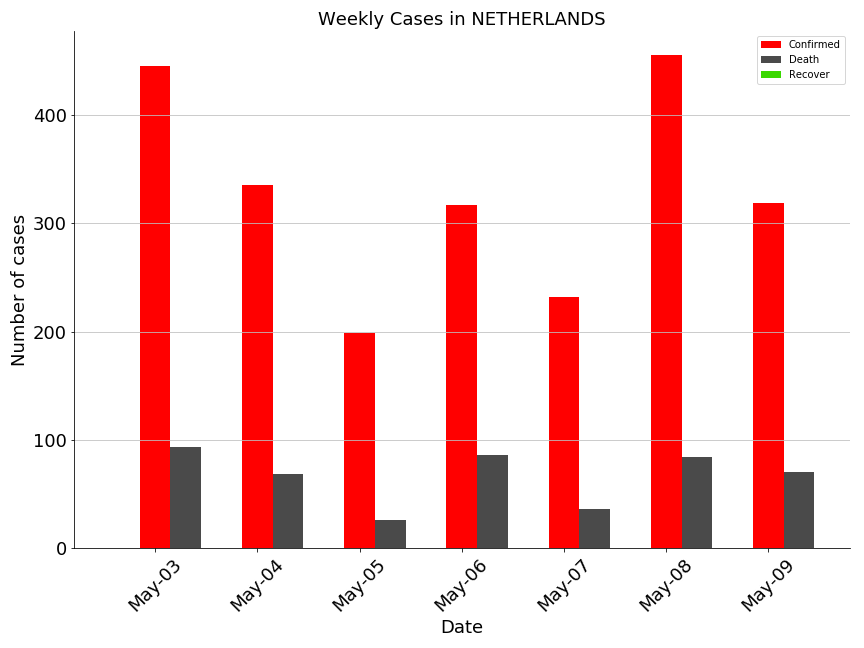 Weekly Cases in NETHERLANDS
Confirmed
Death
Recover
Number of cases
400
300
200
100
0
May-03
May-04
May-05
May-06
May-07
May-08
May-09
Date